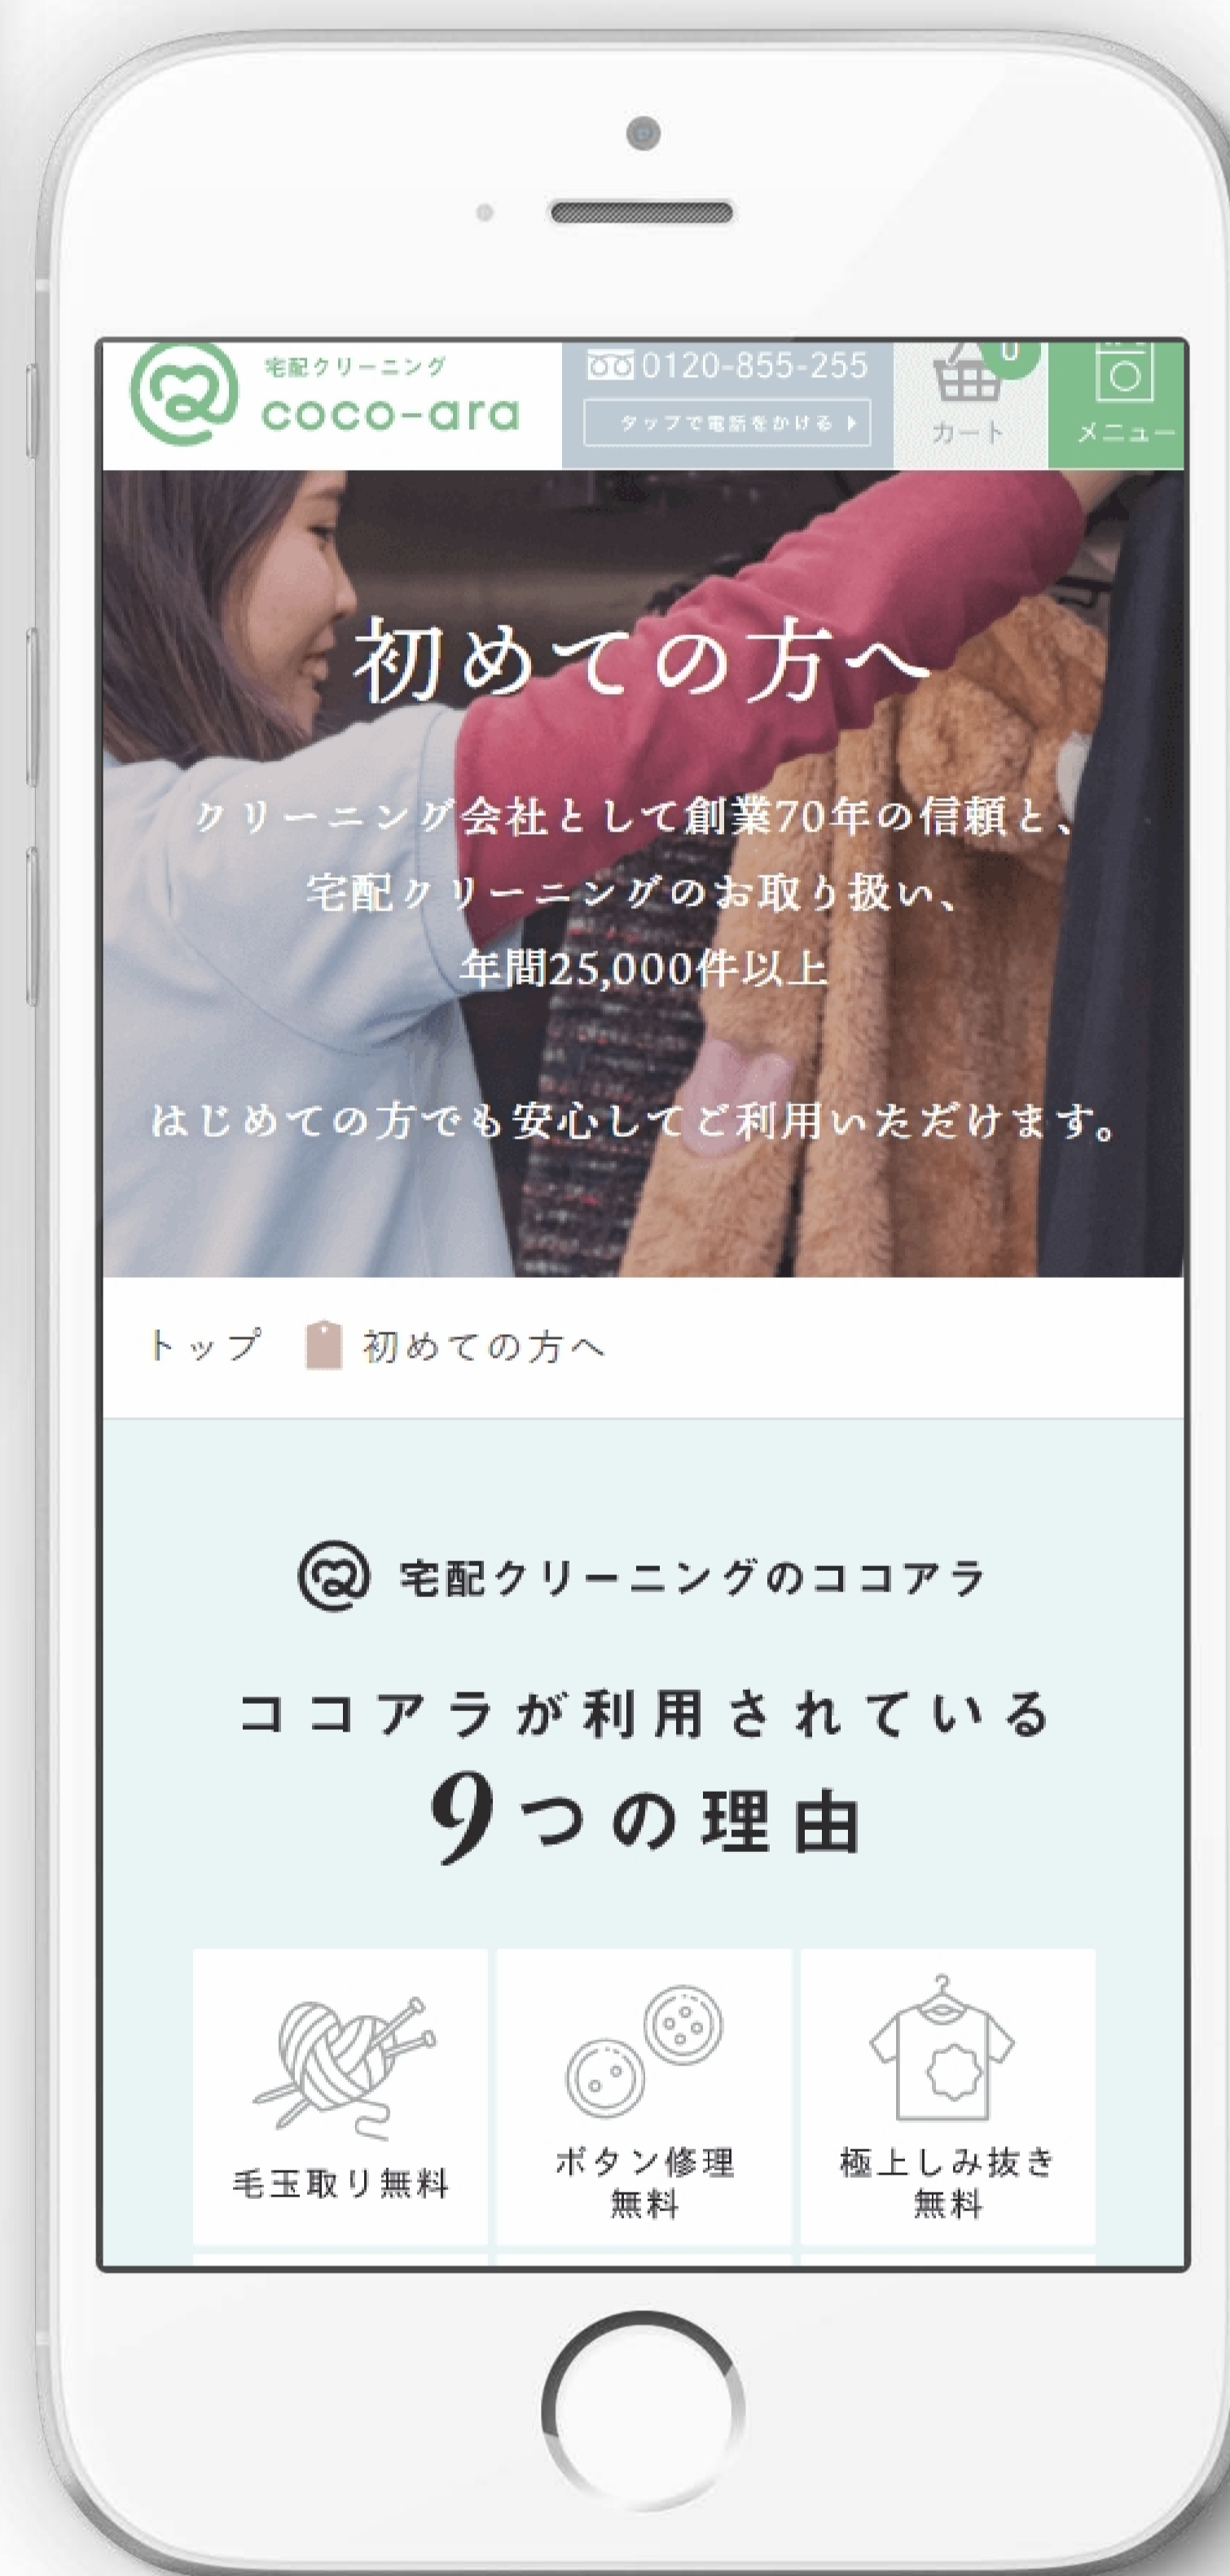 宅配クリーニング
coco-ara
0120-855-255
タップで電話をかける
0
カート
メニュー
初めての方へ
クリーニング会社として創業70年の信頼と、
宅配クリーニングのお取り扱い、
年間25,000件以上
はじめての方でも安心してご利用いただけます。
トップ 初めての方へ
宅配クリーニングのココアラ
ココアラが利用されている
9つの理由
毛玉取り無料
ボタン修理
無料
極上しみ抜き
無料